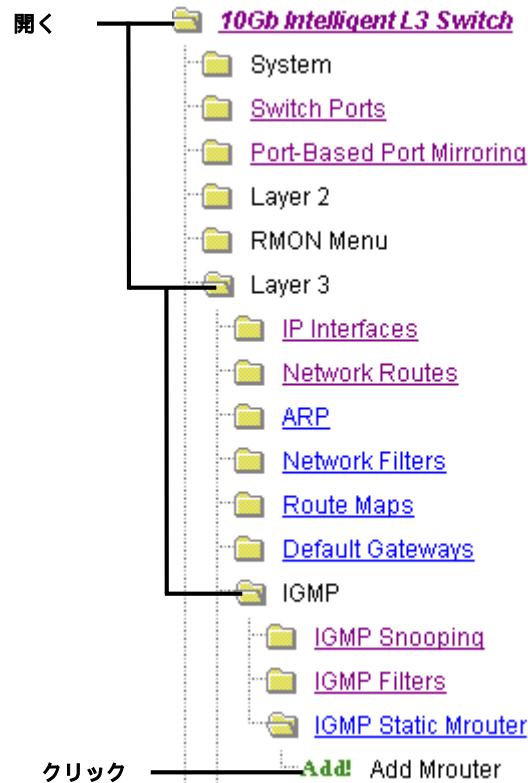 開く 10Gb Intelligent L3 Switch
System
Switch Ports
Port-Based Port Mirroring
Layer 2
RMON Menu
Layer 3
IP Interfaces
Network Routes
ARP
Network Filters
Route Maps
Default Gateways
IGMP
IGMP Snooping
IGMP Filters
IGMP Static Mrouter
クリック Add! Add Mrouter